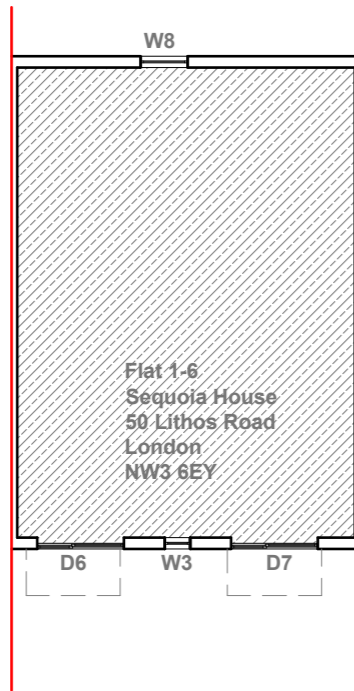 W8
Flat 1-6
Sequoia House
50 Lithos Road
London
NW3 6EY
D6 W3 D7